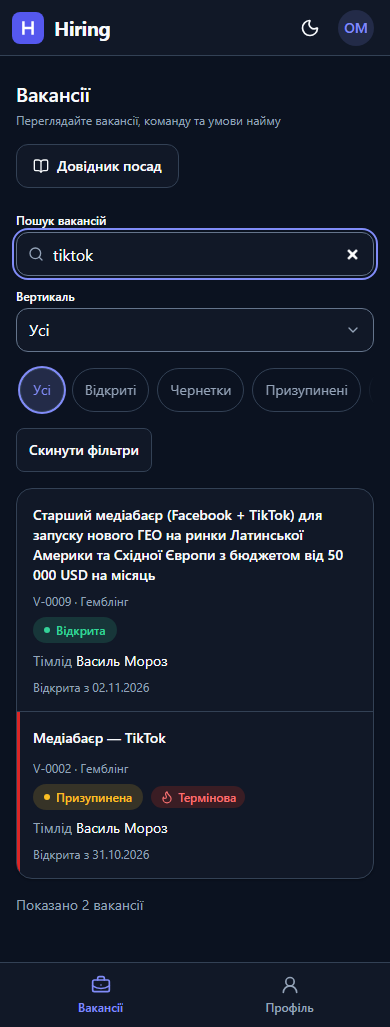 H Hiring OM
Вакансії
Переглядайте вакансії, команду та умови найму
Довідник посад
Пошук вакансій
tiktok
Вертикаль
Усі
Усі Відкриті Чернетки Призупинені
Скинути фільтри
Старший медіабаєр (Facebook + TikTok) для
запуску нового ГЕО на ринки Латинської
Америки та Східної Європи з бюджетом від 50
000 USD на місяць
V-0009 · Гемблінг
Відкрита
Тімлід Василь Мороз
Відкрита з 02.11.2026
Медіабаєр — TikTok
V-0002 · Гемблінг
Призупинена Термінова
Тімлід Василь Мороз
Відкрита з 31.10.2026
Показано 2 вакансії
Вакансії Профіль